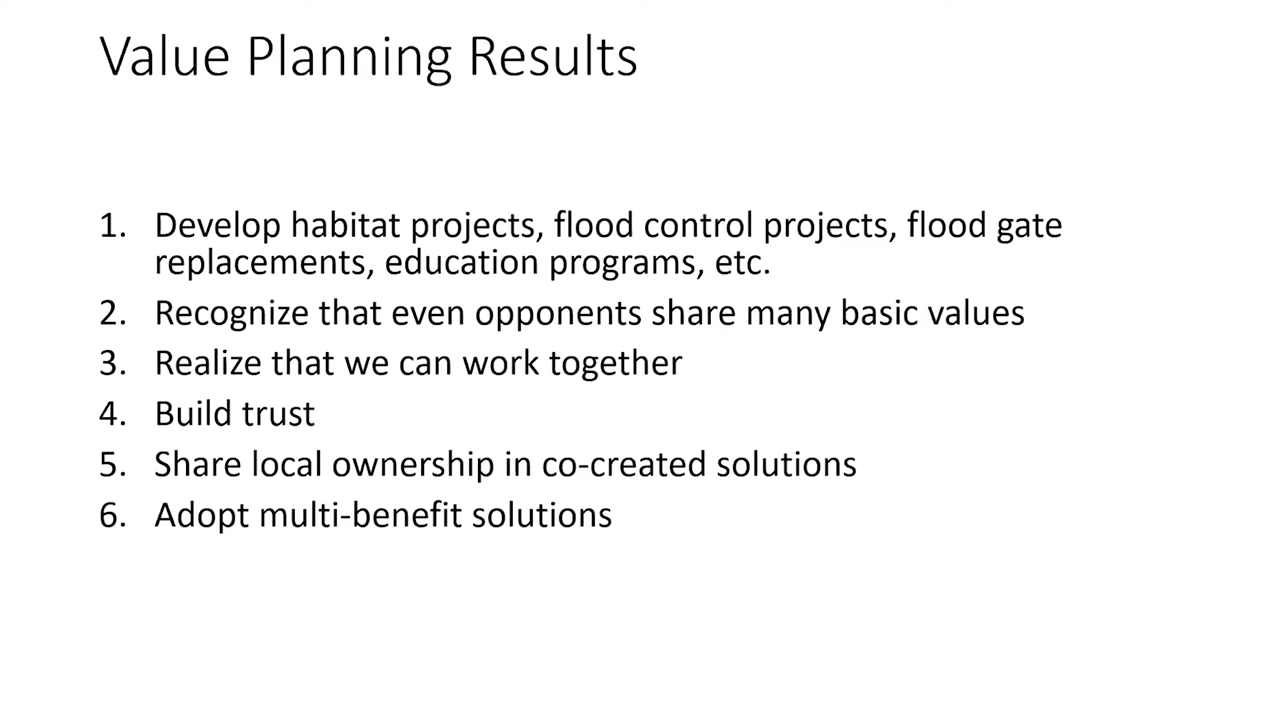 Value Planning Results
1. Develop habitat projects, flood control projects, flood gate
replacements, education programs, etc.
2. Recognize that even opponents share many basic values
3. Realize that we can work together
4. Build trust
5. Share local ownership in co-created solutions
6. Adopt multi-benefit solutions